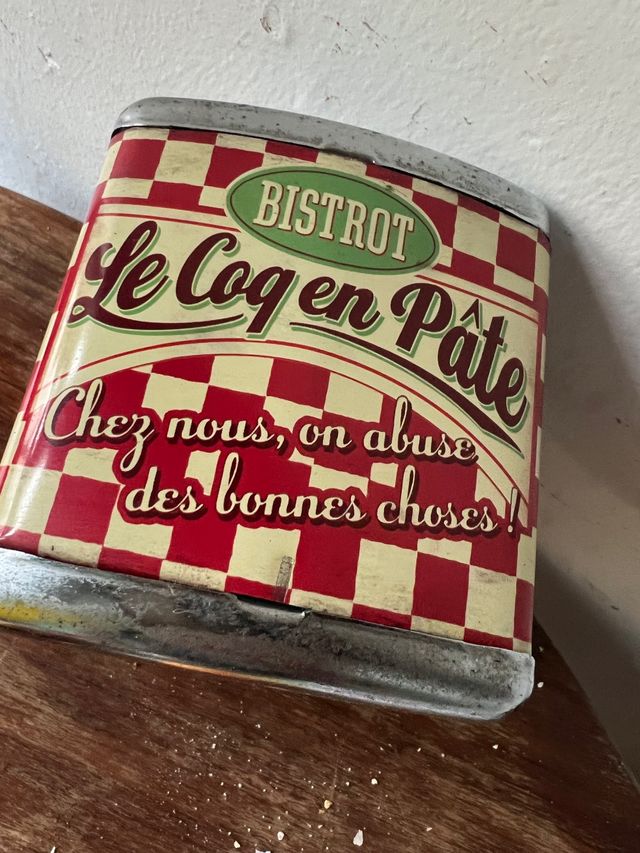 BISTROT
Le Coq en Pâte
Chez nous, on abuse
des bonnes choses !